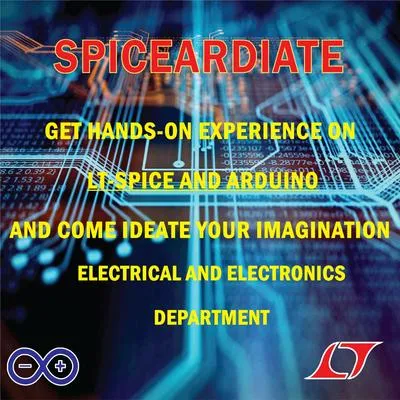 SPICEARDIATE
GET HANDS-ON EXPERIENCE ON
LT SPICE AND ARDUINO
AND COME IDEATE YOUR IMAGINATION
ELECTRICAL AND ELECTRONICS
DEPARTMENT